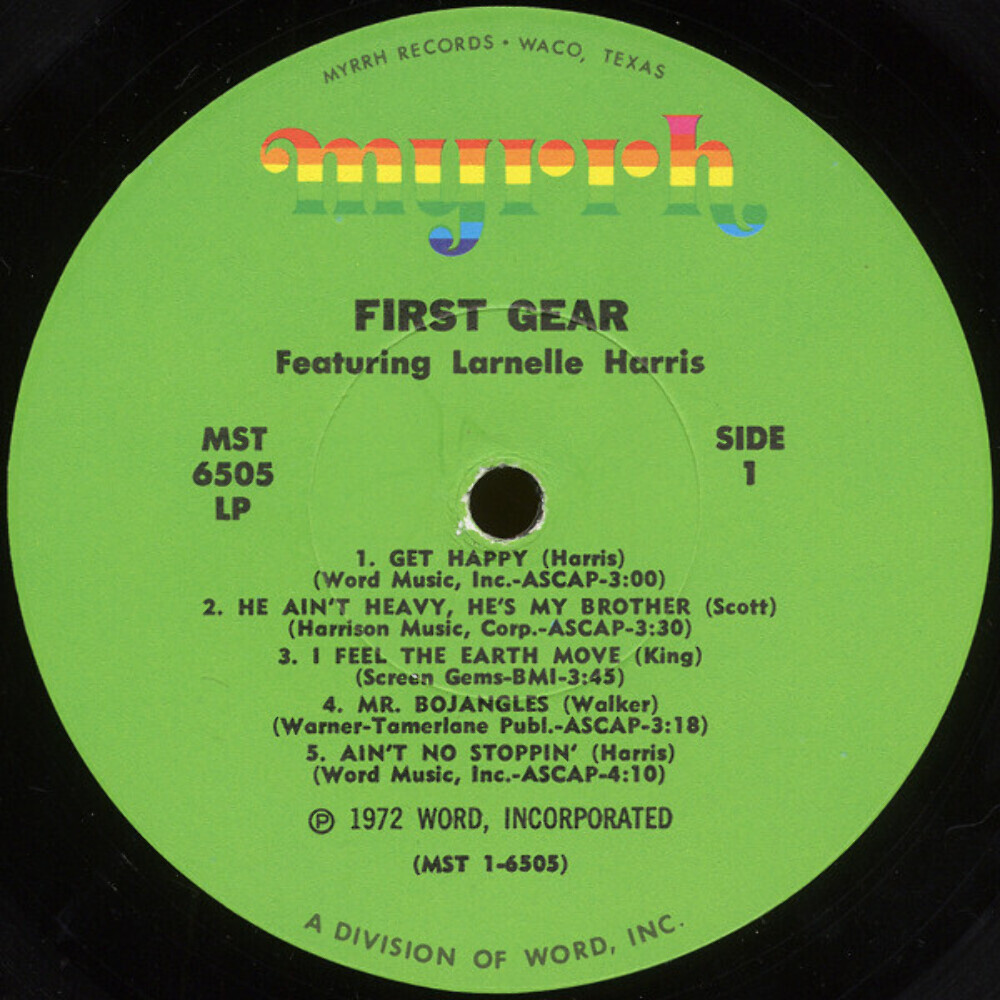 MYRRH RECORDS • WACO, TEXAS
myrrh
FIRST GEAR
Featuring Larnelle Harris
MST
6505
LP
SIDE
1
1. GET HAPPY (Harris)
(Word Music, Inc.-ASCAP-3:00)
2. HE AIN'T HEAVY, HE'S MY BROTHER (Scott)
(Harrison Music, Corp.-ASCAP-3:30)
3. I FEEL THE EARTH MOVE (King)
(Screen Gems-BMI-3:45)
4. MR. BOJANGLES (Walker)
(Warner-Tamerlane Publ.-ASCAP-3:18)
5. AIN'T NO STOPPIN' (Harris)
(Word Music, Inc.-ASCAP-4:10)
℗ 1972 WORD, INCORPORATED
(MST 1-6505)
A DIVISION OF WORD, INC.